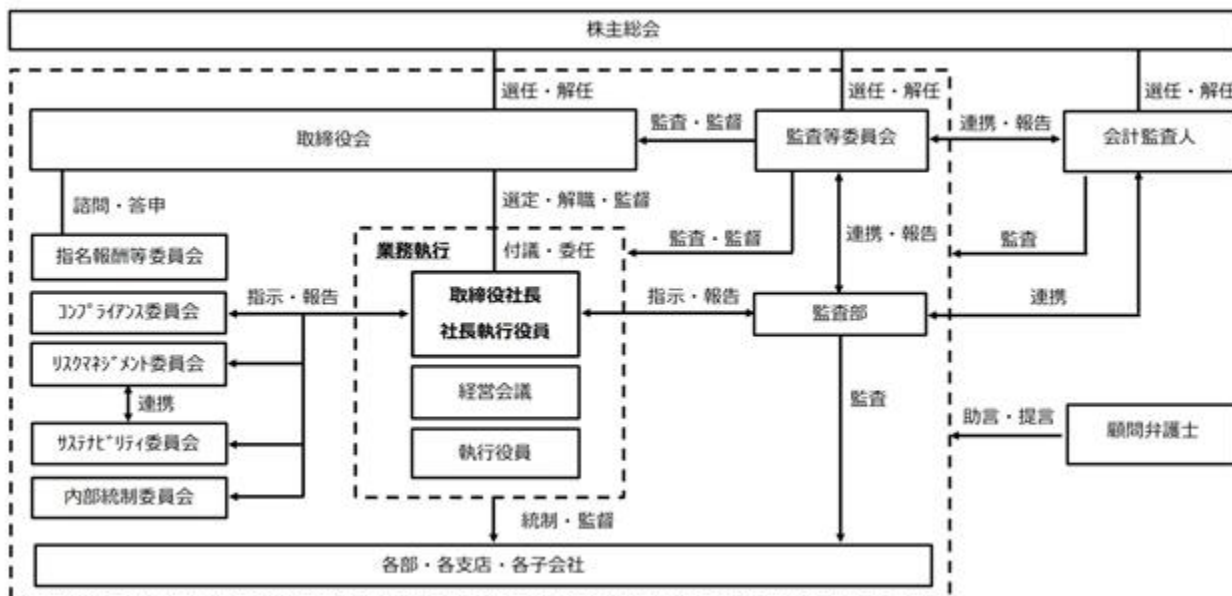 株主総会
選任・解任
選任・解任
選任・解任
取締役会
監査・監督
監査等委員会
連携・報告
会計監査人
諮問・答申
選定・解職・監督
指名報酬等委員会
業務執行
付議・委任
監査・監督
連携・報告
監査
コンプライアンス委員会
指示・報告
取締役社長
社長執行役員
指示・報告
監査部
連携
リスクマネジメント委員会
経営会議
連携
監査
助言・提言
顧問弁護士
サステナビリティ委員会
執行役員
内部統制委員会
統制・監督
各部・各支店・各子会社